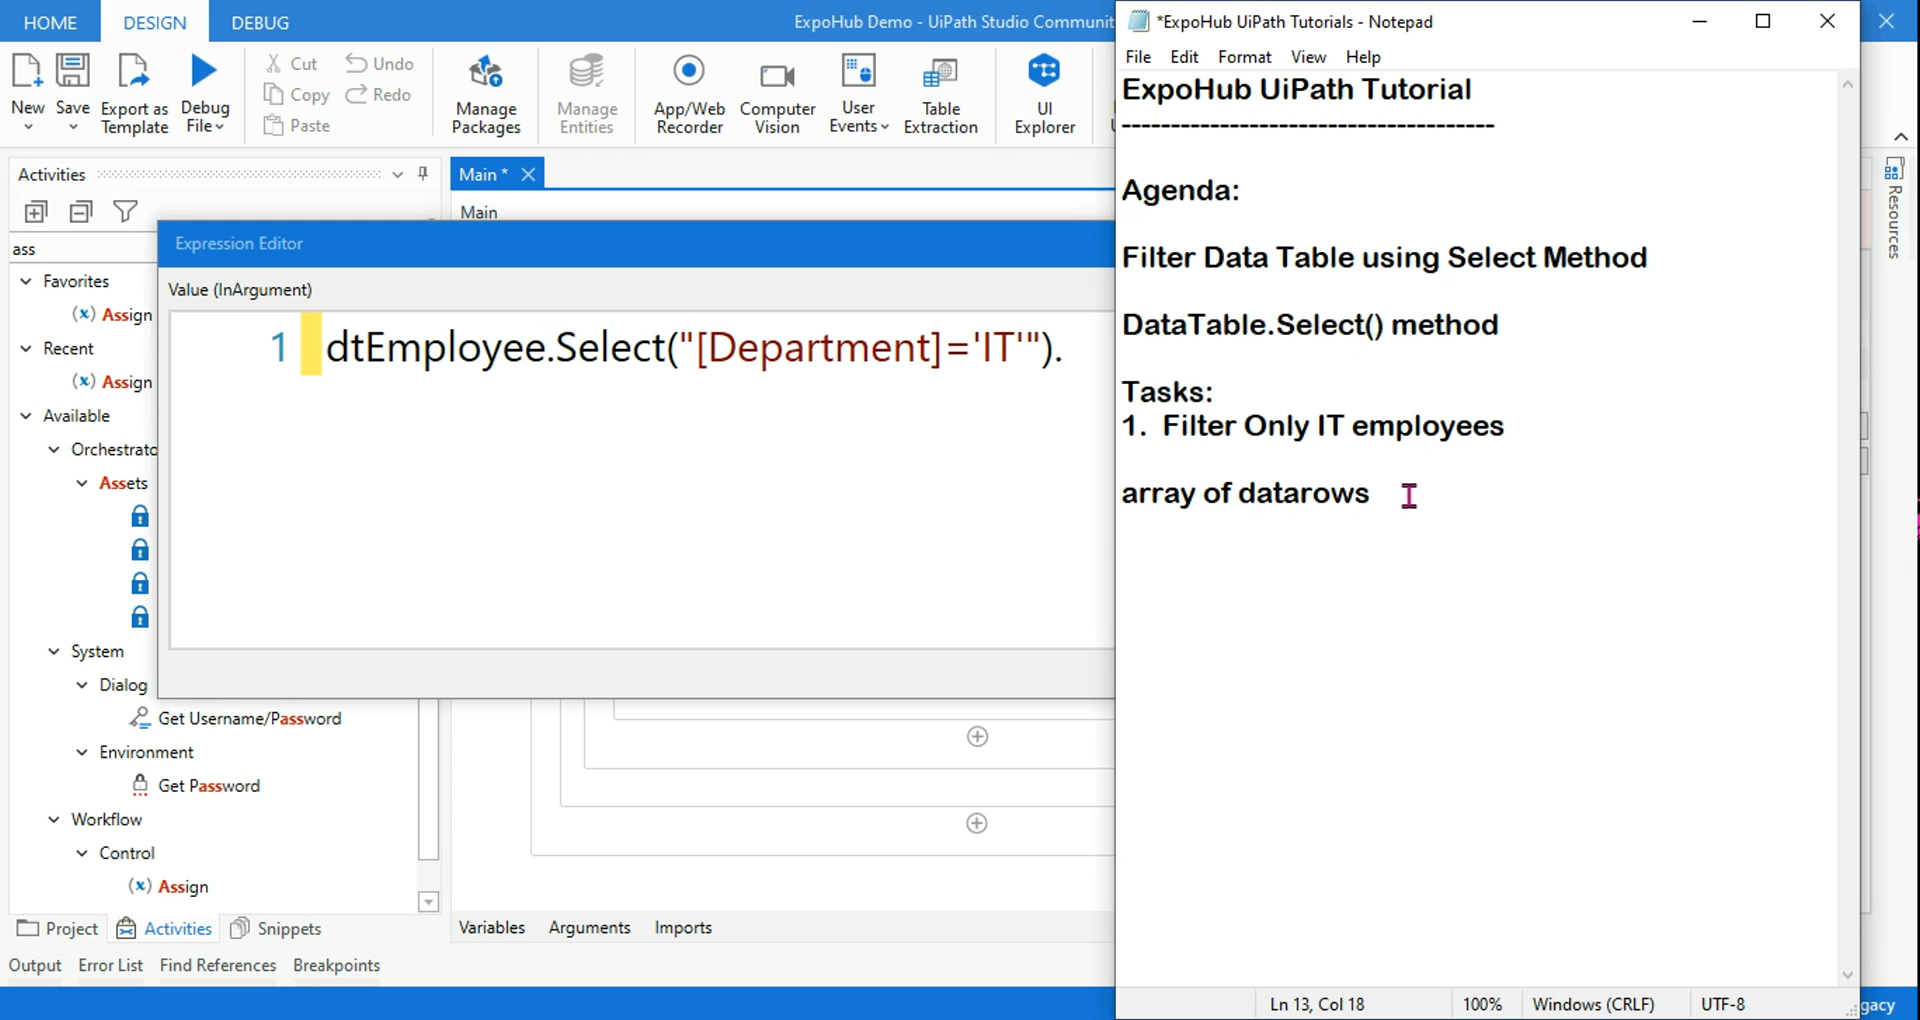 HOME DESIGN DEBUG ExpoHub Demo - UiPath Studio Communit
New Save Export as Template Debug File
Cut Copy Paste Undo Redo
Manage Packages Manage Entities App/Web Recorder Computer Vision User Events Table Extraction UI Explorer
Activities
ass
Favorites
(x) Assign
Recent
(x) Assign
Available
Orchestrato
Assets
System
Dialog
Get Username/Password
Environment
Get Password
Workflow
Control
(x) Assign
Project Activities Snippets
Output Error List Find References Breakpoints
Main *
Main
Expression Editor
Value (InArgument)
1 dtEmployee.Select("[Department]='IT'").
Variables Arguments Imports
*ExpoHub UiPath Tutorials - Notepad
File Edit Format View Help
ExpoHub UiPath Tutorial
--------------------------------------
Agenda:
Filter Data Table using Select Method
DataTable.Select() method
Tasks:
1. Filter Only IT employees
array of datarows
Ln 13, Col 18 100% Windows (CRLF) UTF-8
Resources
gacy